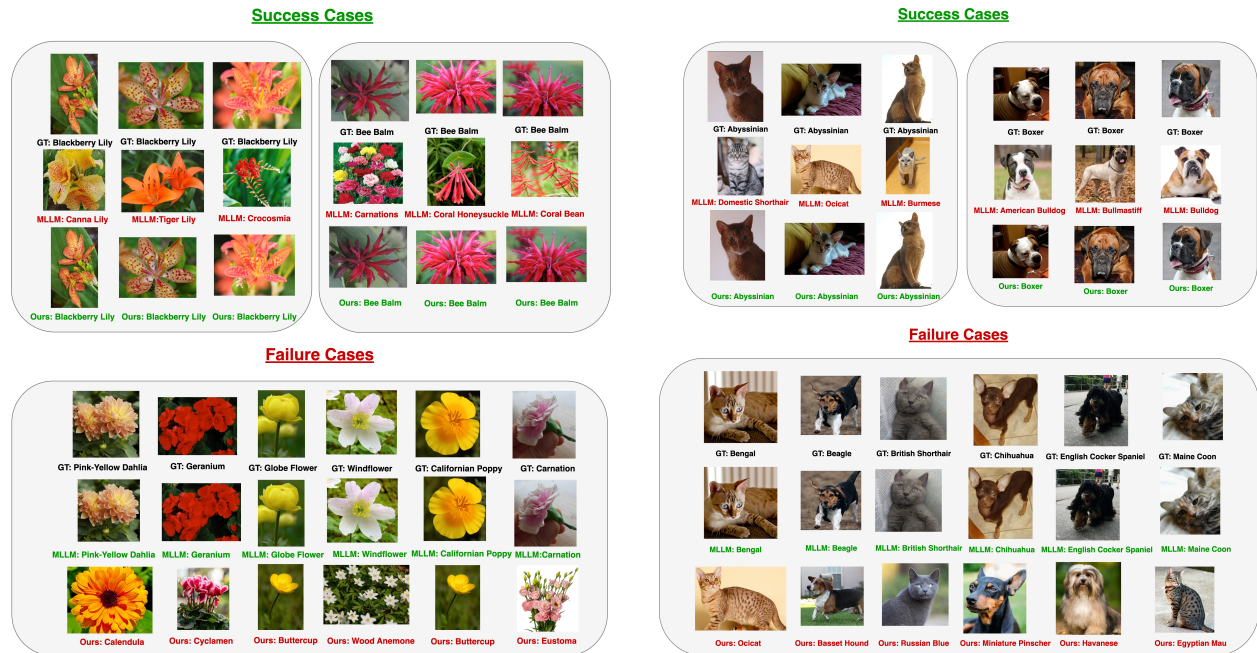 Success Cases
GT: Blackberry Lily GT: Blackberry Lily GT: Blackberry Lily
MLLM: Canna Lily MLLM:Tiger Lily MLLM: Crocosmia
Ours: Blackberry Lily Ours: Blackberry Lily Ours: Blackberry Lily
GT: Bee Balm GT: Bee Balm GT: Bee Balm
MLLM: Carnations MLLM: Coral Honeysuckle MLLM: Coral Bean
Ours: Bee Balm Ours: Bee Balm Ours: Bee Balm
Failure Cases
GT: Pink-Yellow Dahlia GT: Geranium GT: Globe Flower GT: Windflower GT: Californian Poppy GT: Carnation
MLLM: Pink-Yellow Dahlia MLLM: Geranium MLLM: Globe Flower MLLM: Windflower MLLM: Californian Poppy MLLM:Carnation
Ours: Calendula Ours: Cyclamen Ours: Buttercup Ours: Wood Anemone Ours: Buttercup Ours: Eustoma
Success Cases
GT: Abyssinian GT: Abyssinian GT: Abyssinian
MLLM: Domestic Shorthair MLLM: Ocicat MLLM: Burmese
Ours: Abyssinian Ours: Abyssinian Ours: Abyssinian
GT: Boxer GT: Boxer GT: Boxer
MLLM: American Bulldog MLLM: Bullmastiff MLLM: Bulldog
Ours: Boxer Ours: Boxer Ours: Boxer
Failure Cases
GT: Bengal GT: Beagle GT: British Shorthair GT: Chihuahua GT: English Cocker Spaniel GT: Maine Coon
MLLM: Bengal MLLM: Beagle MLLM: British Shorthair MLLM: Chihuahua MLLM: English Cocker Spaniel MLLM: Maine Coon
Ours: Ocicat Ours: Basset Hound Ours: Russian Blue Ours: Miniature Pinscher Ours: Havanese Ours: Egyptian Mau